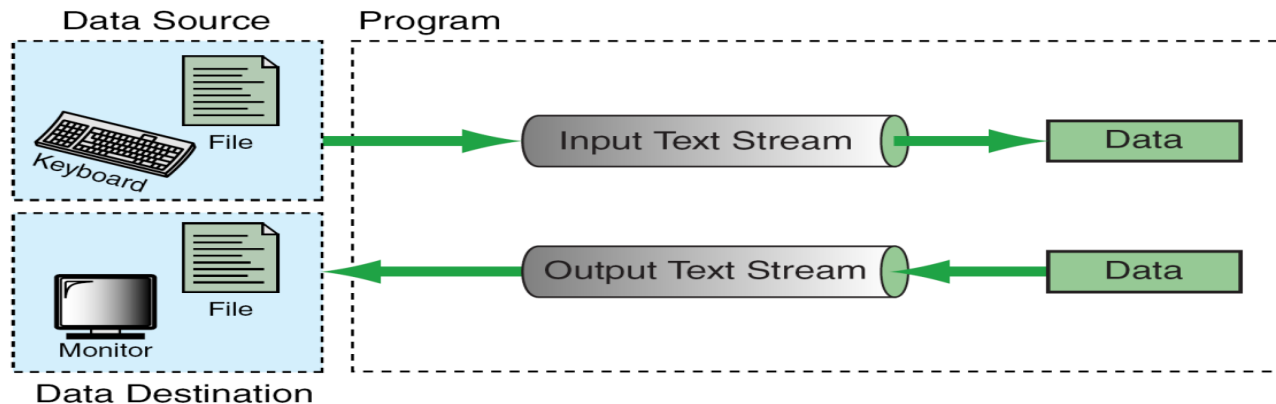 Data Source
Program
File
Keyboard
Input Text Stream
Data
File
Monitor
Output Text Stream
Data
Data Destination